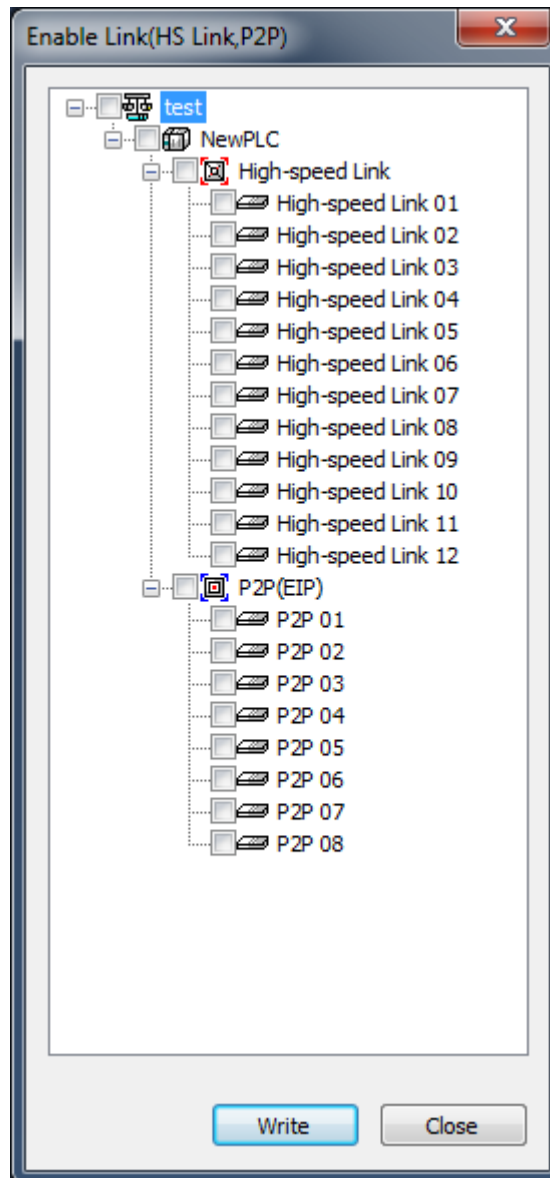 Enable Link(HS Link,P2P)
test
NewPLC
High-speed Link
High-speed Link 01
High-speed Link 02
High-speed Link 03
High-speed Link 04
High-speed Link 05
High-speed Link 06
High-speed Link 07
High-speed Link 08
High-speed Link 09
High-speed Link 10
High-speed Link 11
High-speed Link 12
P2P(EIP)
P2P 01
P2P 02
P2P 03
P2P 04
P2P 05
P2P 06
P2P 07
P2P 08
Write Close